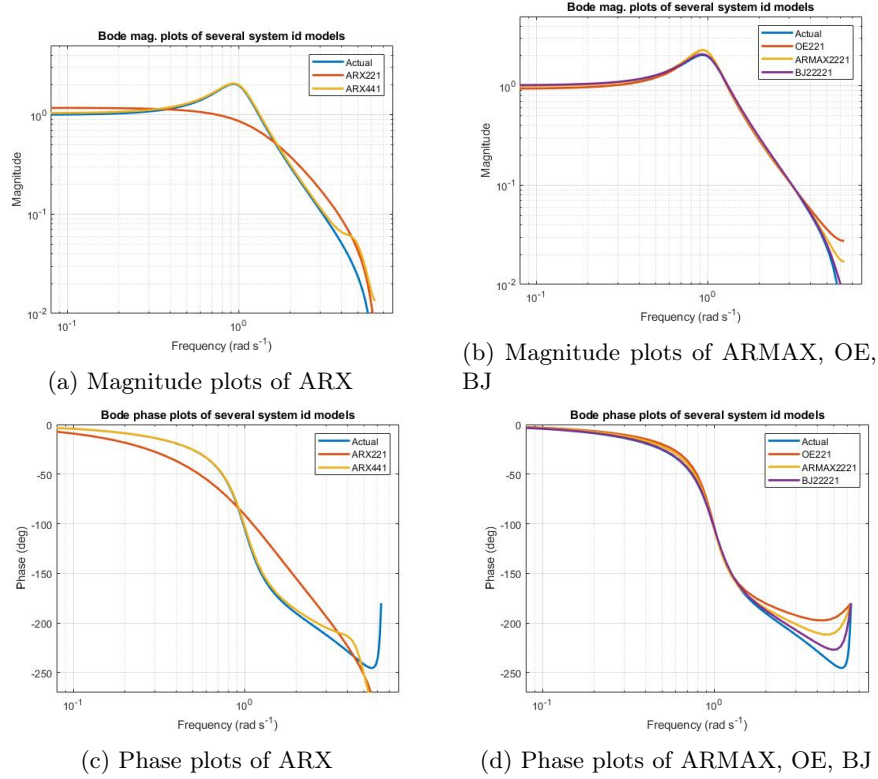 Bode mag. plots of several system id models
Actual
ARX221
ARX441
Magnitude
10^0
10^-1
10^-2
10^-1
10^0
Frequency (rad s^-1)
(a) Magnitude plots of ARX
Bode mag. plots of several system id models
Actual
OE221
ARMAX2221
BJ22221
Magnitude
10^0
10^-1
10^-2
10^-1
10^0
Frequency (rad s^-1)
(b) Magnitude plots of ARMAX, OE,
BJ
Bode phase plots of several system id models
Actual
ARX221
ARX441
Phase (deg)
0
-50
-100
-150
-200
-250
10^-1
10^0
Frequency (rad s^-1)
(c) Phase plots of ARX
Bode phase plots of several system id models
Actual
OE221
ARMAX2221
BJ22221
Phase (deg)
0
-50
-100
-150
-200
-250
10^-1
10^0
Frequency (rad s^-1)
(d) Phase plots of ARMAX, OE, BJ